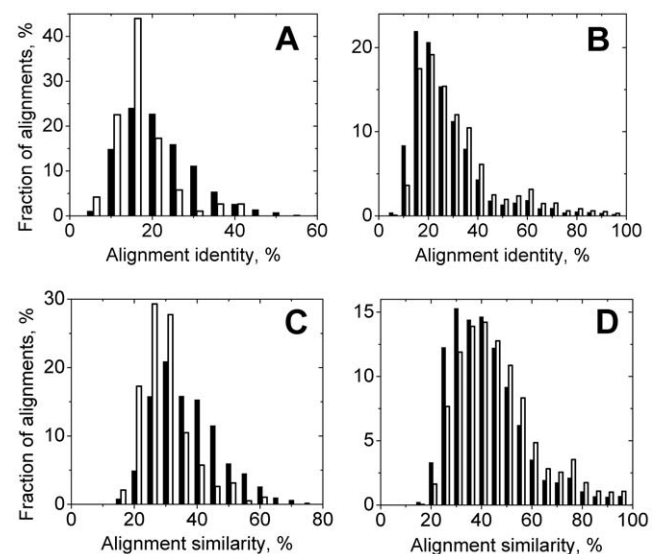 A
B
Fraction of alignments, %
40
30
20
10
0
0 20 40 60
Alignment identity, %
20
10
0
20 40 60 80 100
Alignment identity, %
C
D
Fraction of alignments, %
30
20
10
0
0 20 40 60 80
Alignment similarity, %
15
10
5
0
20 40 60 80 100
Alignment similarity, %